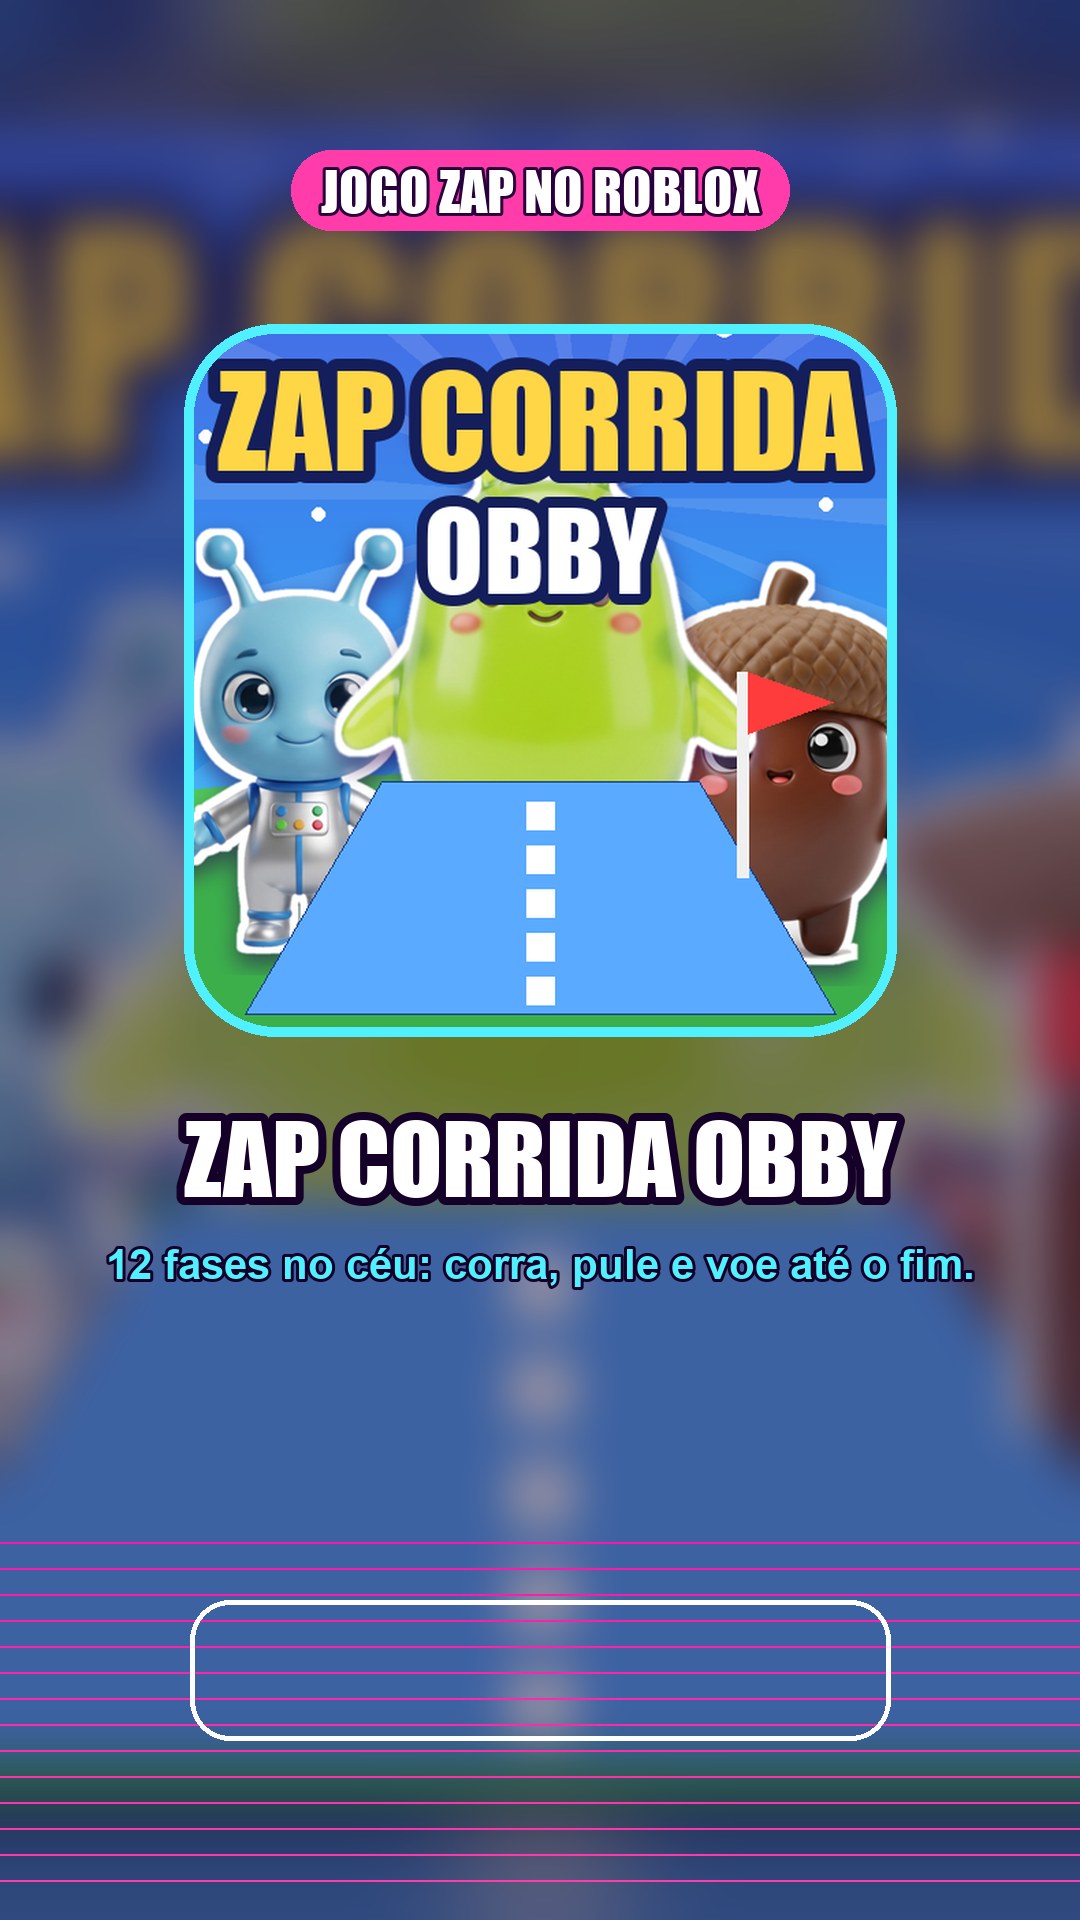 JOGO ZAP NO ROBLOX
ZAP CORRIDA
OBBY
ZAP CORRIDA OBBY
12 fases no céu: corra, pule e voe até o fim.